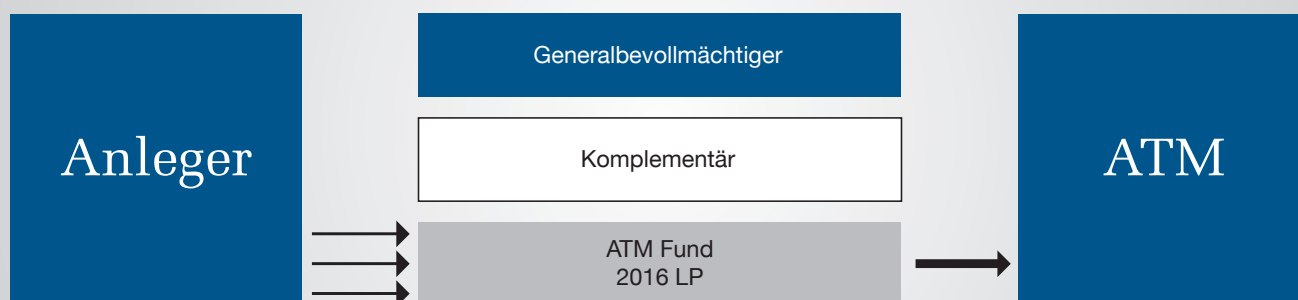 Anleger
Generalbevollmächtiger
Komplementär
ATM Fund
2016 LP
ATM